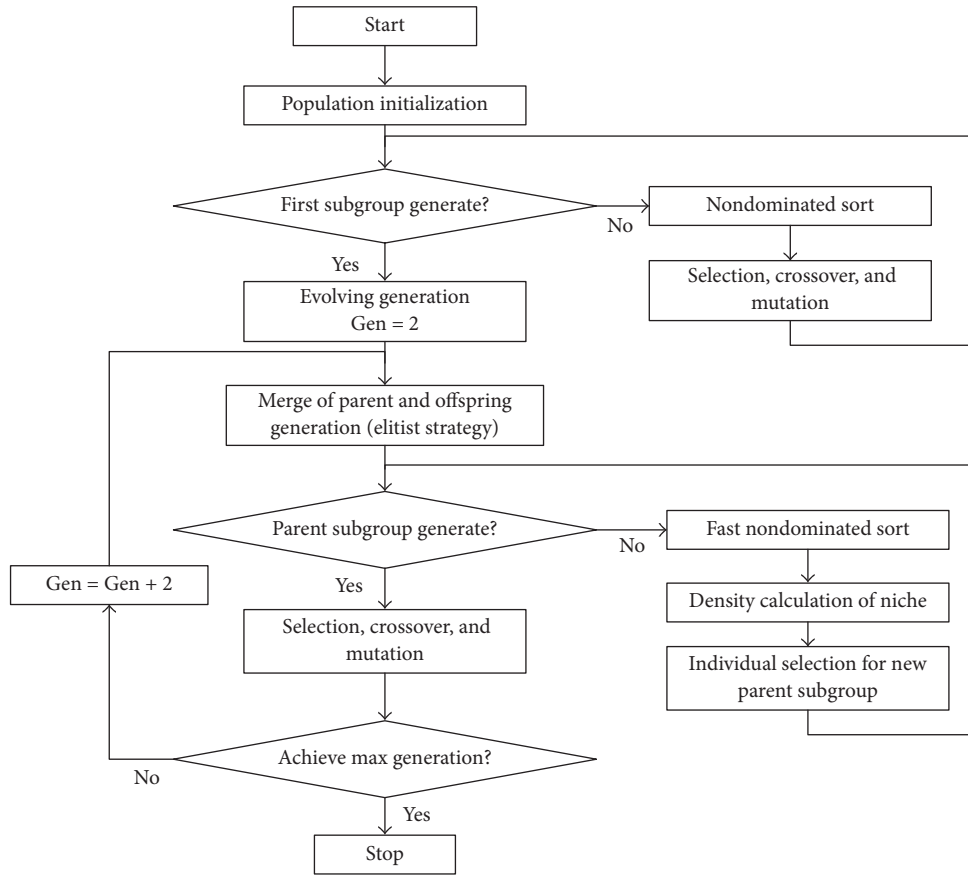 Start
Population initialization
First subgroup generate?
No
Nondominated sort
Selection, crossover, and
mutation
Yes
Evolving generation
Gen = 2
Merge of parent and offspring
generation (elitist strategy)
Parent subgroup generate?
No
Fast nondominated sort
Density calculation of niche
Individual selection for new
parent subgroup
Yes
Gen = Gen + 2
Selection, crossover, and
mutation
Achieve max generation?
No
Yes
Stop